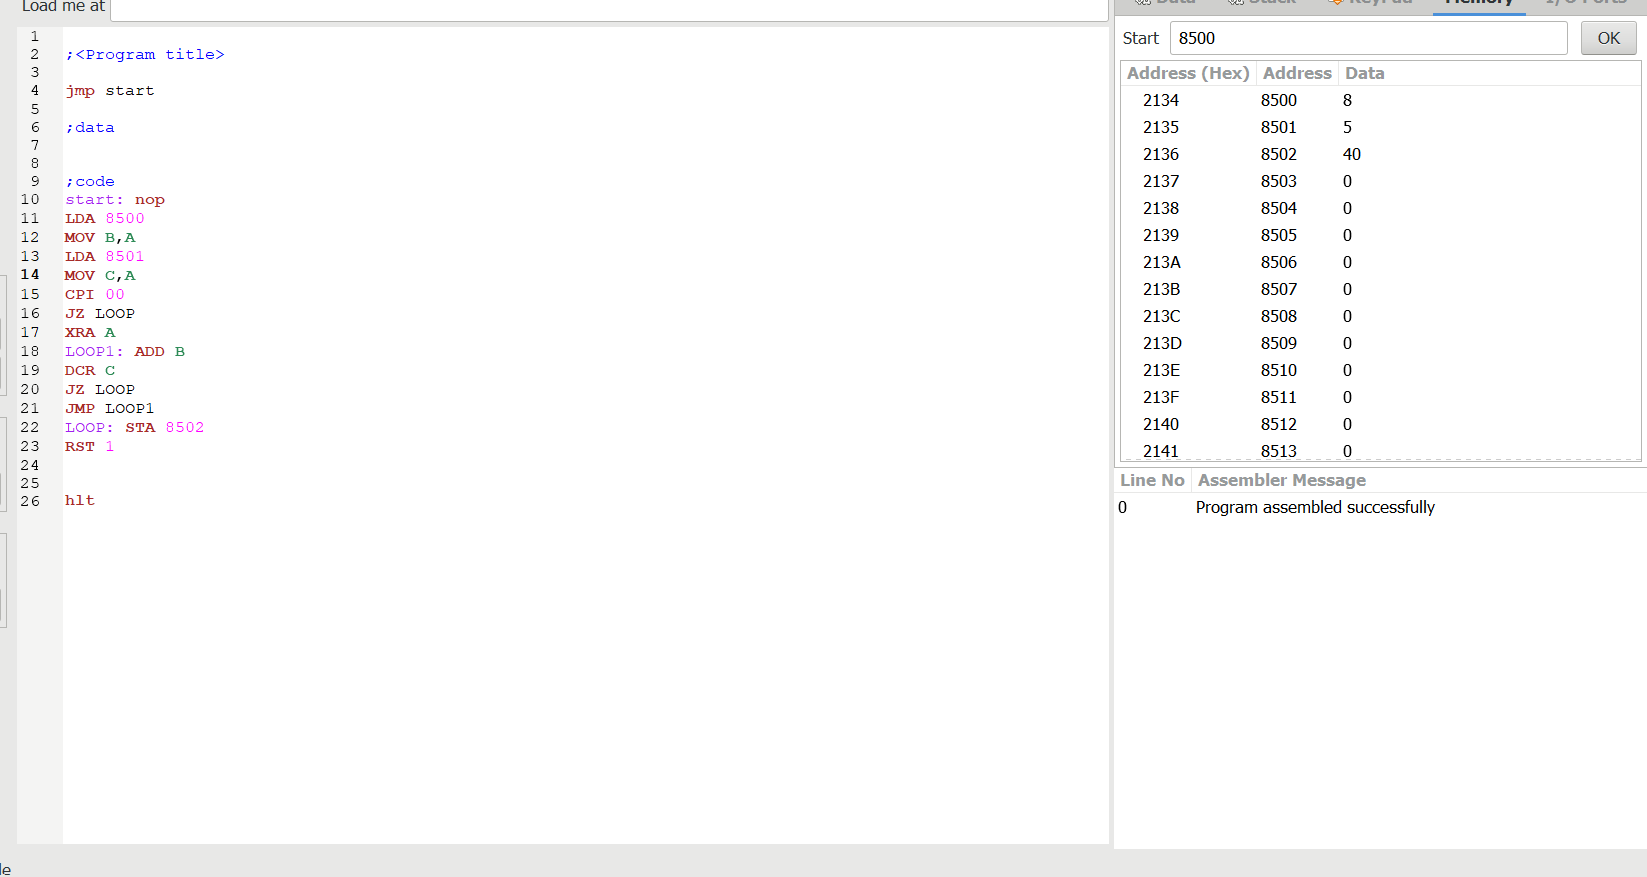 Load me at
1
2 ;<Program title>
3
4 jmp start
5
6 ;data
7
8
9 ;code
10 start: nop
11 LDA 8500
12 MOV B,A
13 LDA 8501
14 MOV C,A
15 CPI 00
16 JZ LOOP
17 XRA A
18 LOOP1: ADD B
19 DCR C
20 JZ LOOP
21 JMP LOOP1
22 LOOP: STA 8502
23 RST 1
24
25
26 hlt
Data Stack KeyPad Memory I/O Ports
Start 8500 OK
Address (Hex) Address Data
2134 8500 8
2135 8501 5
2136 8502 40
2137 8503 0
2138 8504 0
2139 8505 0
213A 8506 0
213B 8507 0
213C 8508 0
213D 8509 0
213E 8510 0
213F 8511 0
2140 8512 0
2141 8513 0
Line No Assembler Message
0 Program assembled successfully